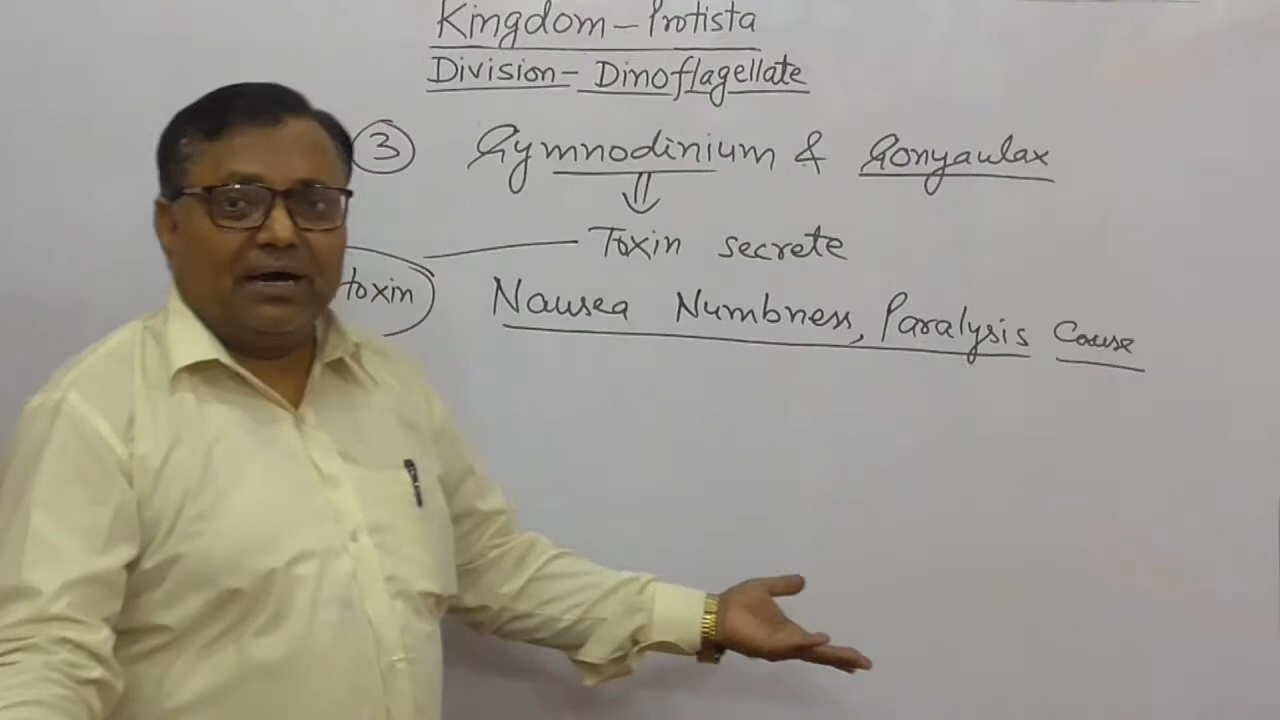 Kingdom - Protista
Division - Dinoflagellate
3 Gymnodinium & Gonyaulax
Toxin secrete
toxin
Nausea Numbness, Paralysis Cause